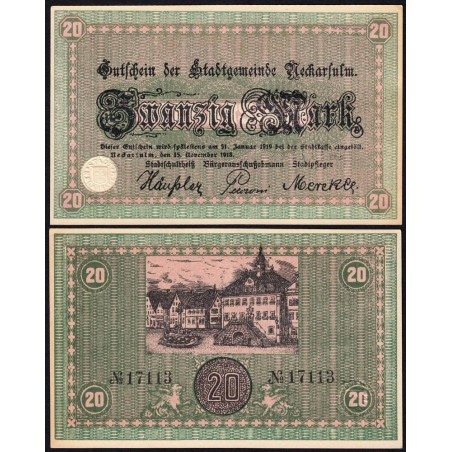 20 20
Gutschein der Stadtgemeinde Neckarsulm.
Zwanzig Mark.
Dieser Gutschein wird spätestens am 31. Januar 1919 bei der Stadtkasse eingelöst.
Neckarsulm, den 15. November 1918.
Stadtschultheiß Bürgerausschußobmann Stadtpfleger
Häußler Merckle
20 20
20 20
№ 17113 № 17113
20
20 20